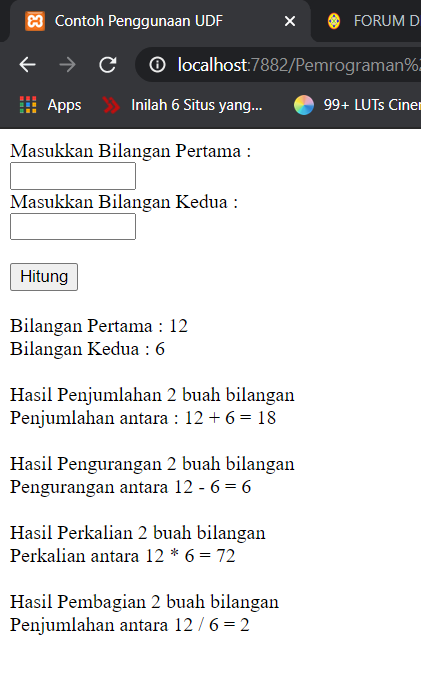 Contoh Penggunaan UDF
FORUM D
localhost:7882/Pemrograman%
Apps
Inilah 6 Situs yang...
99+ LUTs Ciner
Masukkan Bilangan Pertama :
Masukkan Bilangan Kedua :
Hitung
Bilangan Pertama : 12
Bilangan Kedua : 6
Hasil Penjumlahan 2 buah bilangan
Penjumlahan antara : 12 + 6 = 18
Hasil Pengurangan 2 buah bilangan
Pengurangan antara 12 - 6 = 6
Hasil Perkalian 2 buah bilangan
Perkalian antara 12 * 6 = 72
Hasil Pembagian 2 buah bilangan
Penjumlahan antara 12 / 6 = 2